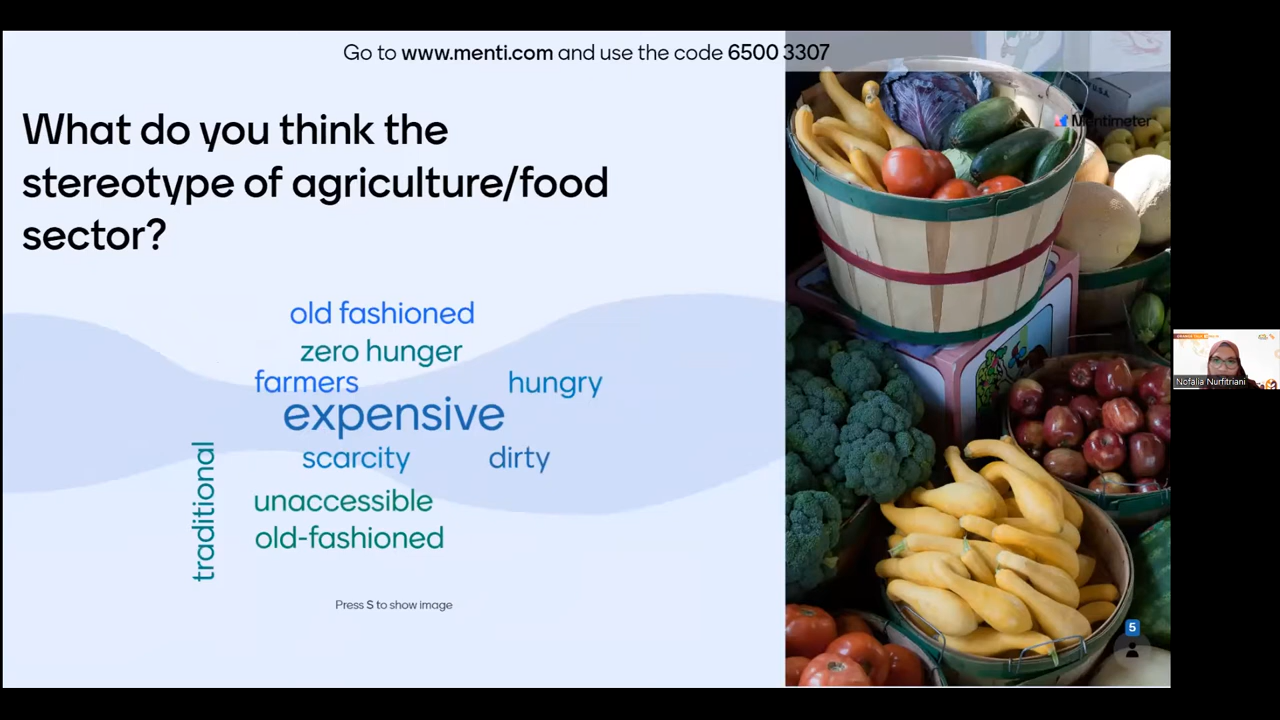 Go to www.menti.com and use the code 6500 3307
Mentimeter
What do you think the
stereotype of agriculture/food
sector?
old fashioned
zero hunger
farmers
hungry
expensive
scarcity
dirty
traditional
unaccessible
old-fashioned
Press S to show image
5
Nofalia Nurfitriani